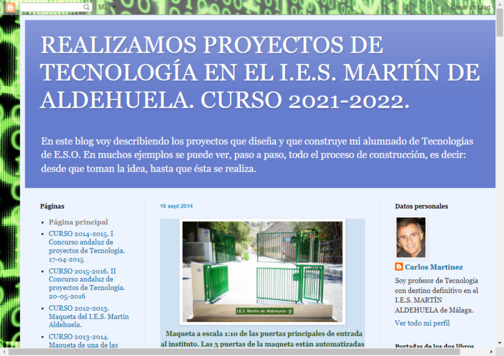 Crear un blog
REALIZAMOS PROYECTOS DE
TECNOLOGÍA EN EL I.E.S. MARTÍN DE
ALDEHUELA. CURSO 2021-2022.
En este blog voy describiendo los proyectos que diseña y que construye mi alumnado de Tecnologías
de E.S.O. En muchos ejemplos se puede ver, paso a paso, todo el proceso de construcción, es decir:
desde que toman la idea, hasta que ésta se realiza.
Páginas
Página principal
CURSO 2014-2015. I
Concurso andaluz de
proyectos de Tecnología.
17-04-2015
CURSO 2015-2016. II
Concurso andaluz de
proyectos de Tecnología.
20-05-2016
CURSO 2012-2013.
Maqueta del I.E.S. Martín
Aldehuela.
CURSO 2013-2014.
Maqueta de una de las
15 sept 2014
I.E.S. Martín de Aldehuela
Maqueta a escala 1:10 de las puertas principales de entrada
al instituto. Las 3 puertas de la maqueta están automatizadas
Datos personales
Carlos Martínez
Soy profesor de Tecnología
con destino definitivo en el
I.E.S. MARTÍN
ALDEHUELA de Málaga.
Ver todo mi perfil
Portadas de los dos libros